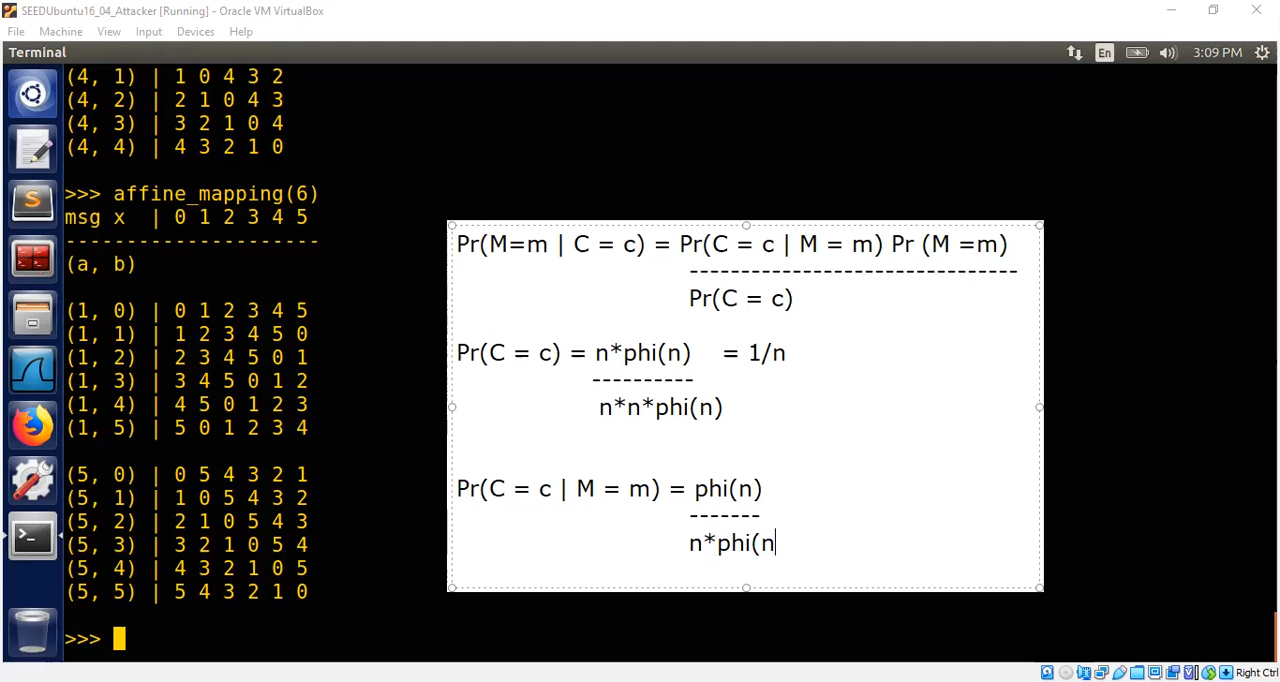 SEEDUbuntu16_04_Attacker [Running] - Oracle VM VirtualBox
File Machine View Input Devices Help
Terminal En 3:09 PM
(4, 1) | 1 0 4 3 2
(4, 2) | 2 1 0 4 3
(4, 3) | 3 2 1 0 4
(4, 4) | 4 3 2 1 0
>>> affine_mapping(6)
msg x | 0 1 2 3 4 5
---------------------
(a, b)
(1, 0) | 0 1 2 3 4 5
(1, 1) | 1 2 3 4 5 0
(1, 2) | 2 3 4 5 0 1
(1, 3) | 3 4 5 0 1 2
(1, 4) | 4 5 0 1 2 3
(1, 5) | 5 0 1 2 3 4
(5, 0) | 0 5 4 3 2 1
(5, 1) | 1 0 5 4 3 2
(5, 2) | 2 1 0 5 4 3
(5, 3) | 3 2 1 0 5 4
(5, 4) | 4 3 2 1 0 5
(5, 5) | 5 4 3 2 1 0
>>>
Pr(M=m | C = c) = Pr(C = c | M = m) Pr (M =m)
--------------------------------
Pr(C = c)
Pr(C = c) = n*phi(n) = 1/n
----------
n*n*phi(n)
Pr(C = c | M = m) = phi(n)
-------
n*phi(n
Right Ctrl